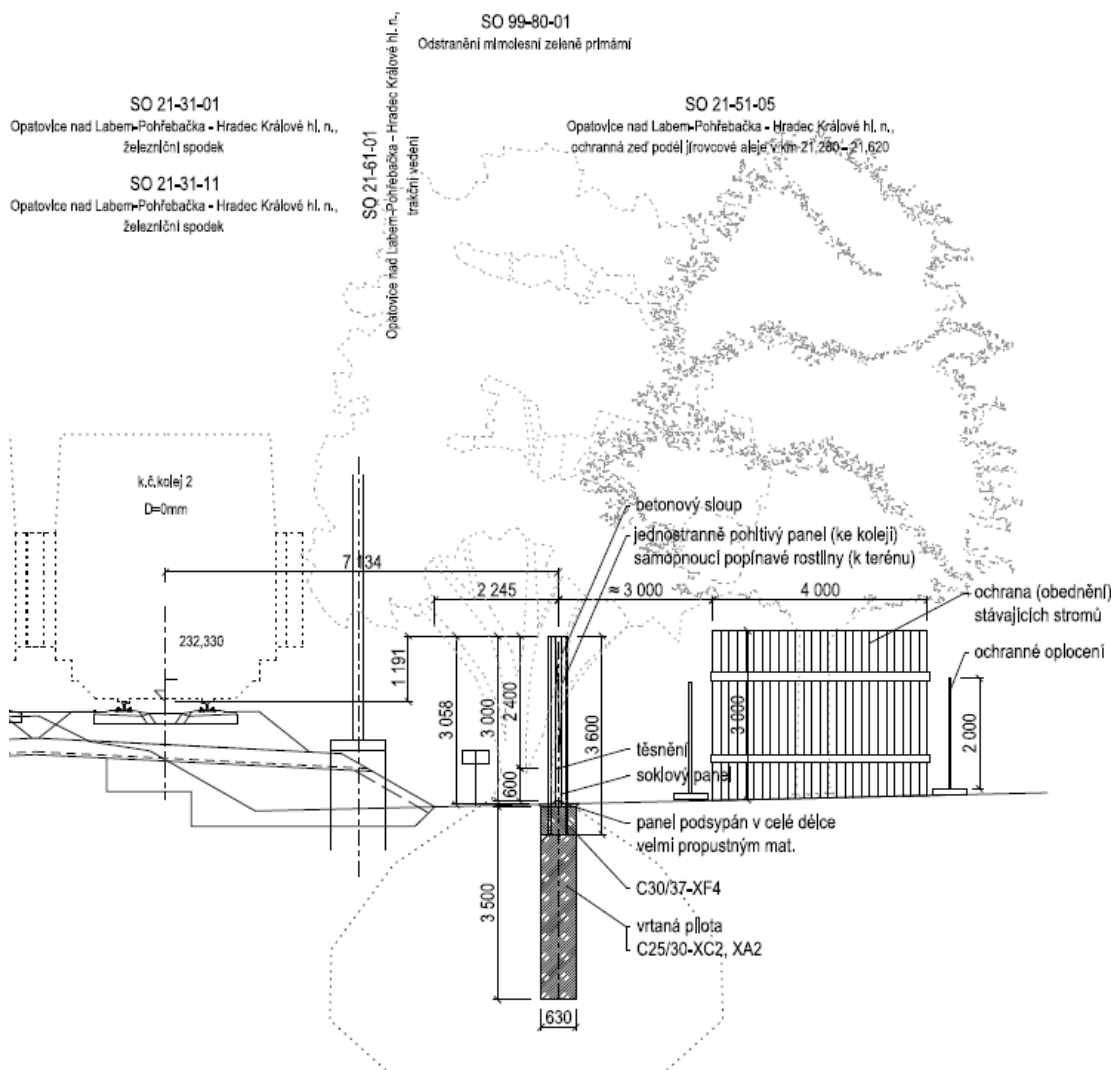 SO 99-80-01
Odstranění mimolesní zeleně primární
SO 21-31-01
Opatovice nad Labem-Pohřebačka - Hradec Králové hl. n.,
železniční spodek
SO 21-31-11
Opatovice nad Labem-Pohřebačka - Hradec Králové hl. n.,
železniční spodek
SO 21-61-01
Opatovice nad Labem-Pohřebačka - Hradec Králové hl. n.,
trakční vedení
SO 21-51-05
Opatovice nad Labem-Pohřebačka - Hradec Králové hl. n.,
ochranná zeď podél jírovcové aleje v km 21,280 - 21,620
k.č.kolej 2
D=0mm
betonový sloup
jednostranně pohltivý panel (ke koleji)
samopnoucí popínavé rostliny (k terénu)
7 134
2 245
≈ 3 000
4 000
ochrana (obednění)
stávajících stromů
ochranné oplocení
232,330
1 191
3 058
3 000
2 400
600
3 600
3 000
2 000
těsnění
soklový panel
panel podsypán v celé délce
velmi propustným mat.
C30/37-XF4
3 500
vrtaná pilota
C25/30-XC2, XA2
630